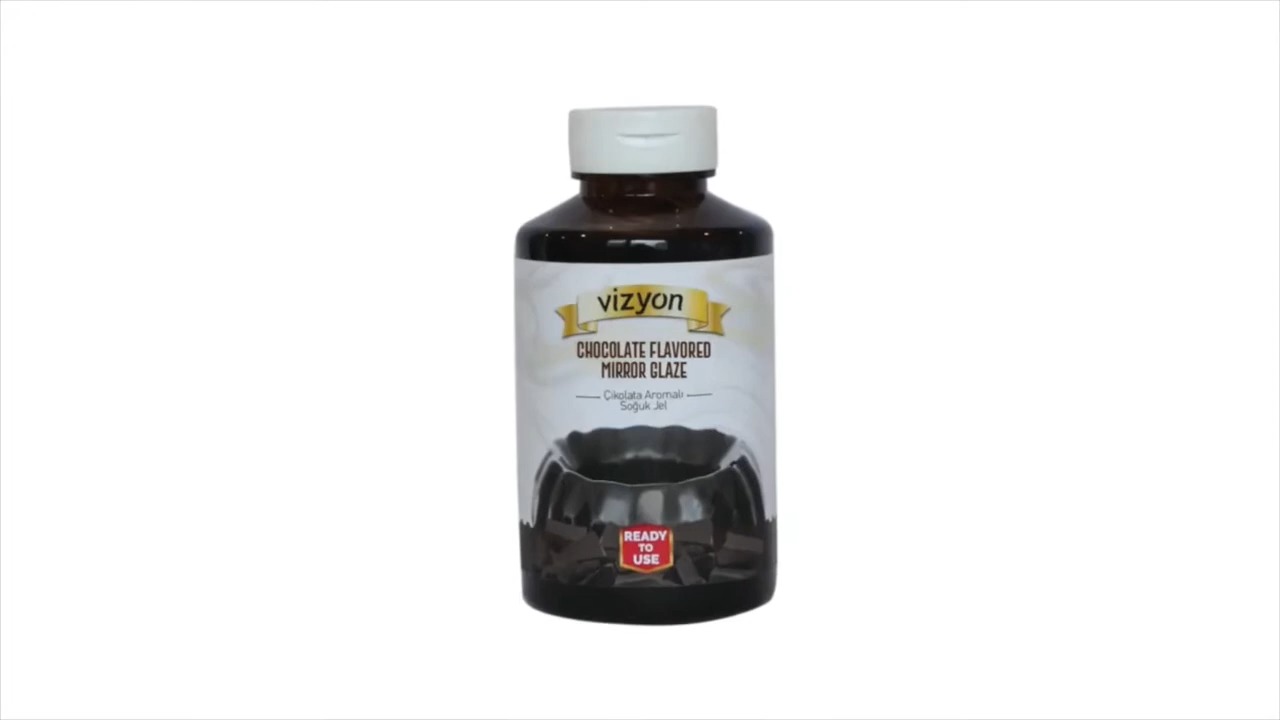 vizyon
CHOCOLATE FLAVORED
MIRROR GLAZE
Çikolata Aromalı
Soğuk Jel
READY
TO
USE